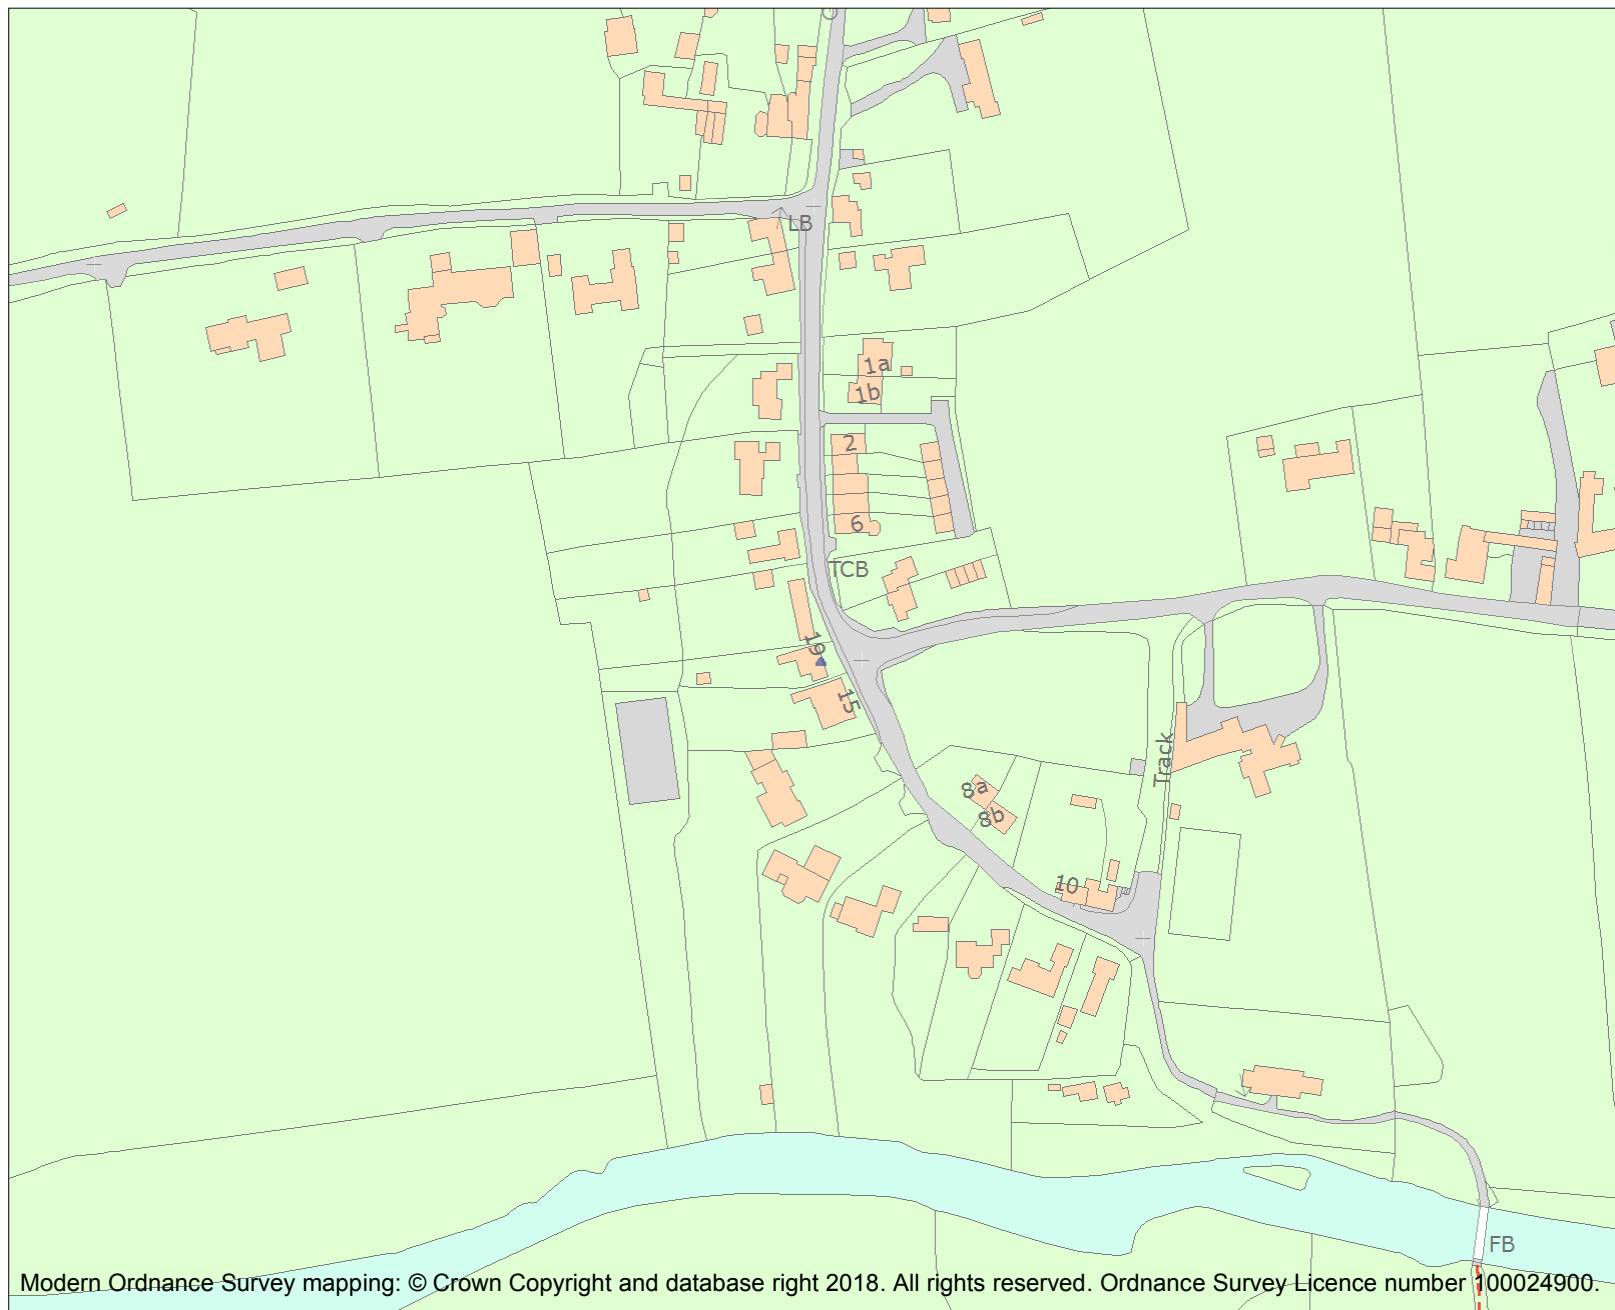 LB
1a
1b
2
6
TCB
19
15
Track
8a
8b
10
FB
Modern Ordnance Survey mapping: © Crown Copyright and database right 2018. All rights reserved. Ordnance Survey Licence number 100024900.